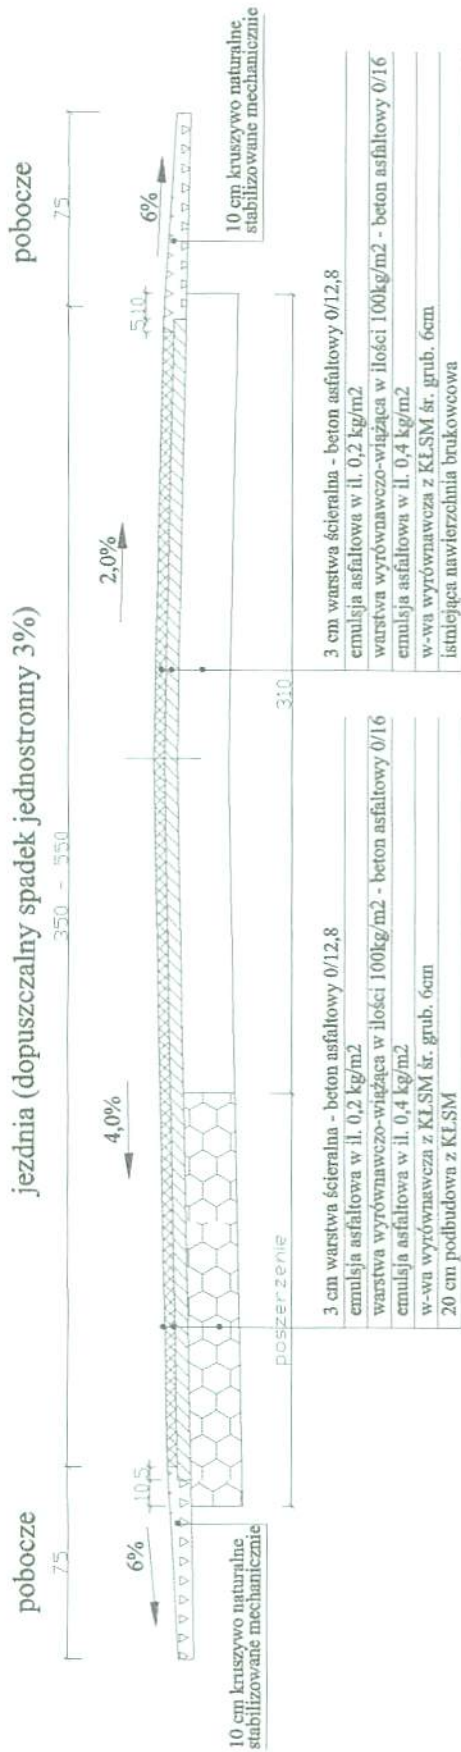 jezdnia (dopuszczalny spadek jednostronny 3%)
pobocze
pobocze
75
350 - 550
75
6%
4,0%
2,0%
6%
10,5
5,10
10 cm kruszywo naturalne
stabilizowane mechanicznie
10 cm kruszywo naturalne
stabilizowane mechanicznie
poszerzenie
310
3 cm warstwa ścieralna - beton asfaltowy 0/12,8
emulsja asfaltowa w il. 0,2 kg/m2
warstwa wyrównawczo-wiążąca w ilości 100kg/m2 - beton asfaltowy 0/16
emulsja asfaltowa w il. 0,4 kg/m2
w-wa wyrównawcza z KŁSM śr. grub. 6cm
20 cm podbudowa z KŁSM
3 cm warstwa ścieralna - beton asfaltowy 0/12,8
emulsja asfaltowa w il. 0,2 kg/m2
warstwa wyrównawczo-wiążąca w ilości 100kg/m2 - beton asfaltowy 0/16
emulsja asfaltowa w il. 0,4 kg/m2
w-wa wyrównawcza z KŁSM śr. grub. 6cm
istniejąca nawierzchnia brukowcowa